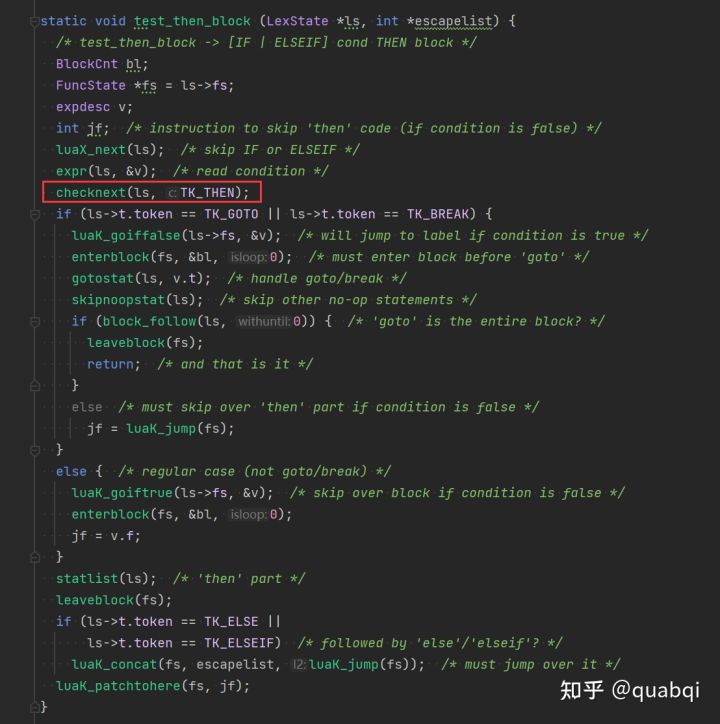 static void test_then_block (LexState *ls, int *escapelist) {
/* test_then_block -> [IF | ELSEIF] cond THEN block */
BlockCnt bl;
FuncState *fs = ls->fs;
expdesc v;
int jf; /* instruction to skip 'then' code (if condition is false) */
luaX_next(ls); /* skip IF or ELSEIF */
expr(ls, &v); /* read condition */
checknext(ls, c: TK_THEN);
if (ls->t.token == TK_GOTO || ls->t.token == TK_BREAK) {
luaK_goiffalse(ls->fs, &v); /* will jump to label if condition is true */
enterblock(fs, &bl, isloop: 0); /* must enter block before 'goto' */
gotostat(ls, v.t); /* handle goto/break */
skipnoopstat(ls); /* skip other no-op statements */
if (block_follow(ls, withuntil: 0)) { /* 'goto' is the entire block? */
leaveblock(fs);
return; /* and that is it */
}
else /* must skip over 'then' part if condition is false */
jf = luaK_jump(fs);
}
else { /* regular case (not goto/break) */
luaK_goiftrue(ls->fs, &v); /* skip over block if condition is false */
enterblock(fs, &bl, isloop: 0);
jf = v.f;
}
statlist(ls); /* 'then' part */
leaveblock(fs);
if (ls->t.token == TK_ELSE ||
ls->t.token == TK_ELSEIF) /* followed by 'else'/'elseif'? */
luaK_concat(fs, escapelist, l2: luaK_jump(fs)); /* must jump over it */
luaK_patchtohere(fs, jf);
}
知乎 @quabqi